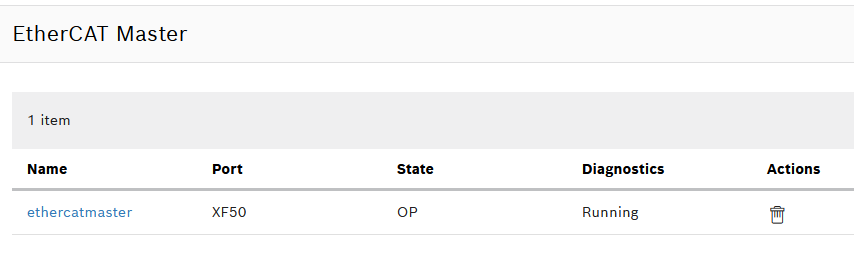 EtherCAT Master
1 item
Name Port State Diagnostics Actions
ethercatmaster XF50 OP Running